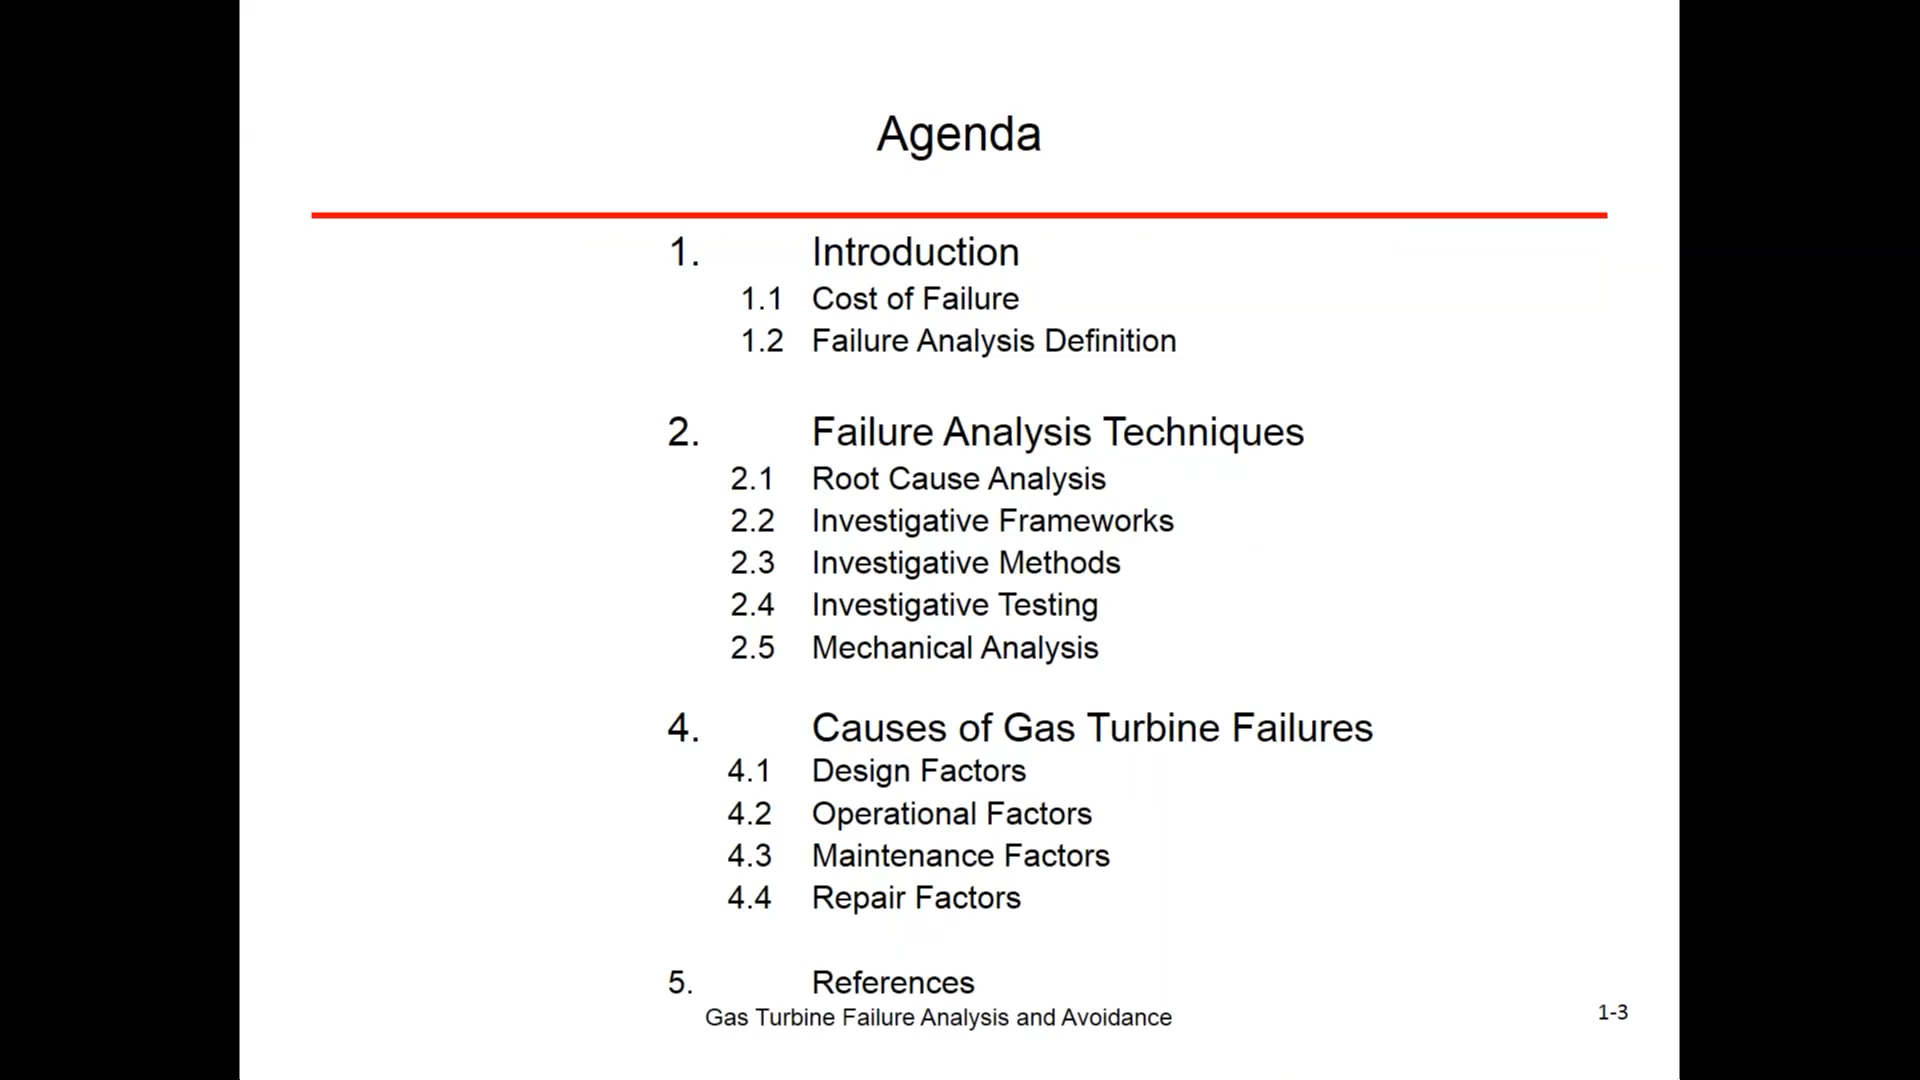 Agenda
1. Introduction
1.1 Cost of Failure
1.2 Failure Analysis Definition
2. Failure Analysis Techniques
2.1 Root Cause Analysis
2.2 Investigative Frameworks
2.3 Investigative Methods
2.4 Investigative Testing
2.5 Mechanical Analysis
4. Causes of Gas Turbine Failures
4.1 Design Factors
4.2 Operational Factors
4.3 Maintenance Factors
4.4 Repair Factors
5. References
Gas Turbine Failure Analysis and Avoidance
1-3